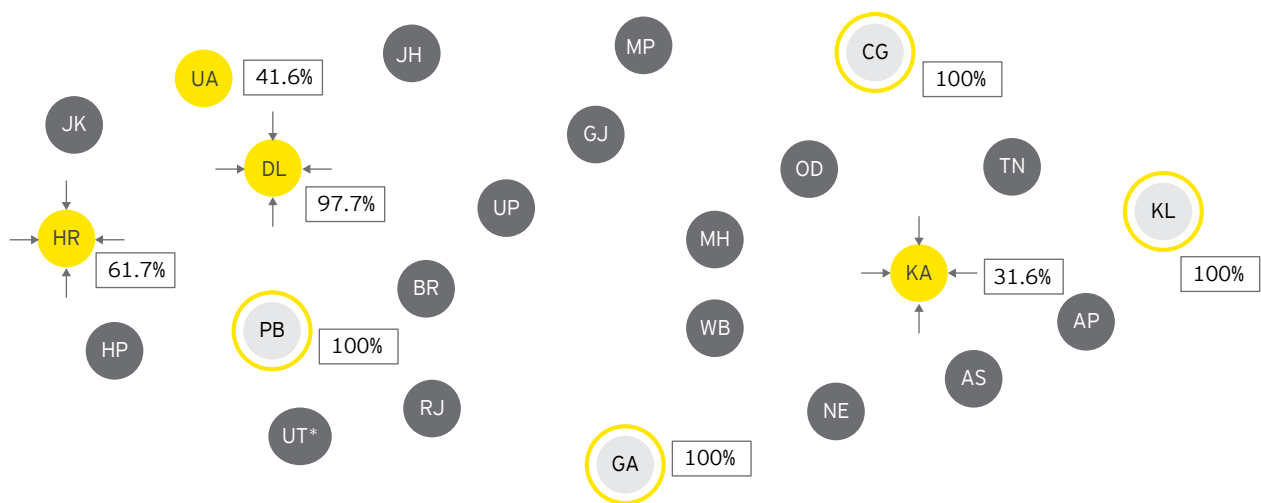 JH
MP
CG
UA
41.6%
100%
JK
GJ
DL
OD
TN
97.7%
UP
KL
HR
MH
61.7%
KA
31.6%
100%
BR
PB
100%
WB
AP
HP
AS
RJ
NE
UT*
GA
100%